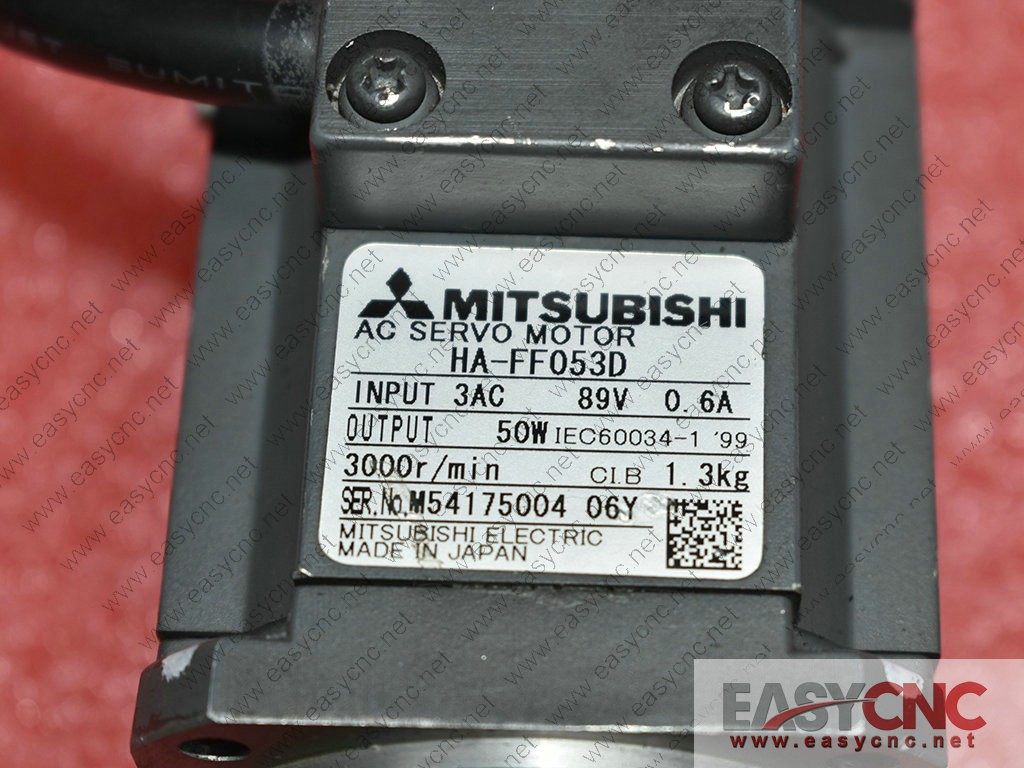 SUMIT
MITSUBISHI
AC SERVO MOTOR
HA-FF053D
INPUT 3AC 89V 0.6A
OUTPUT 50W IEC60034-1 '99
3000r/min CI.B 1.3kg
SER.No.M54175004 06Y
MITSUBISHI ELECTRIC
MADE IN JAPAN
EASYCNC
www.easycnc.net